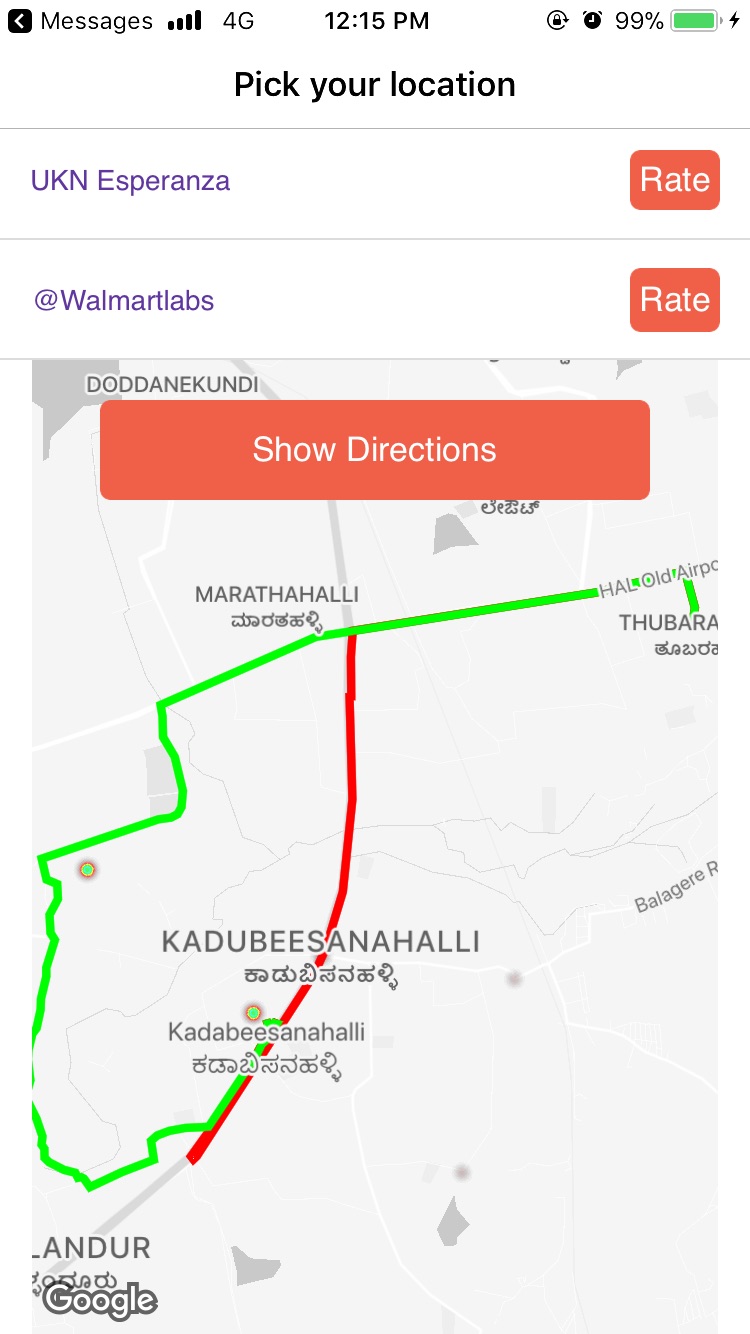 Messages 4G 12:15 PM 99%
Pick your location
UKN Esperanza Rate
@Walmartlabs Rate
DODDANEKUNDI
Show Directions
ಲೇಔಟ್
HAL Old Airpo
MARATHAHALLI
ಮಾರತಹಳ್ಳಿ
THUBARA
ತೂಬರಹ
Balagere R
KADUBEESANAHALLI
ಕಾಡುಬಿಸನಹಳ್ಳಿ
Kadabeesanahalli
ಕಡಾಬಿಸನಹಳ್ಳಿ
LANDUR
Google